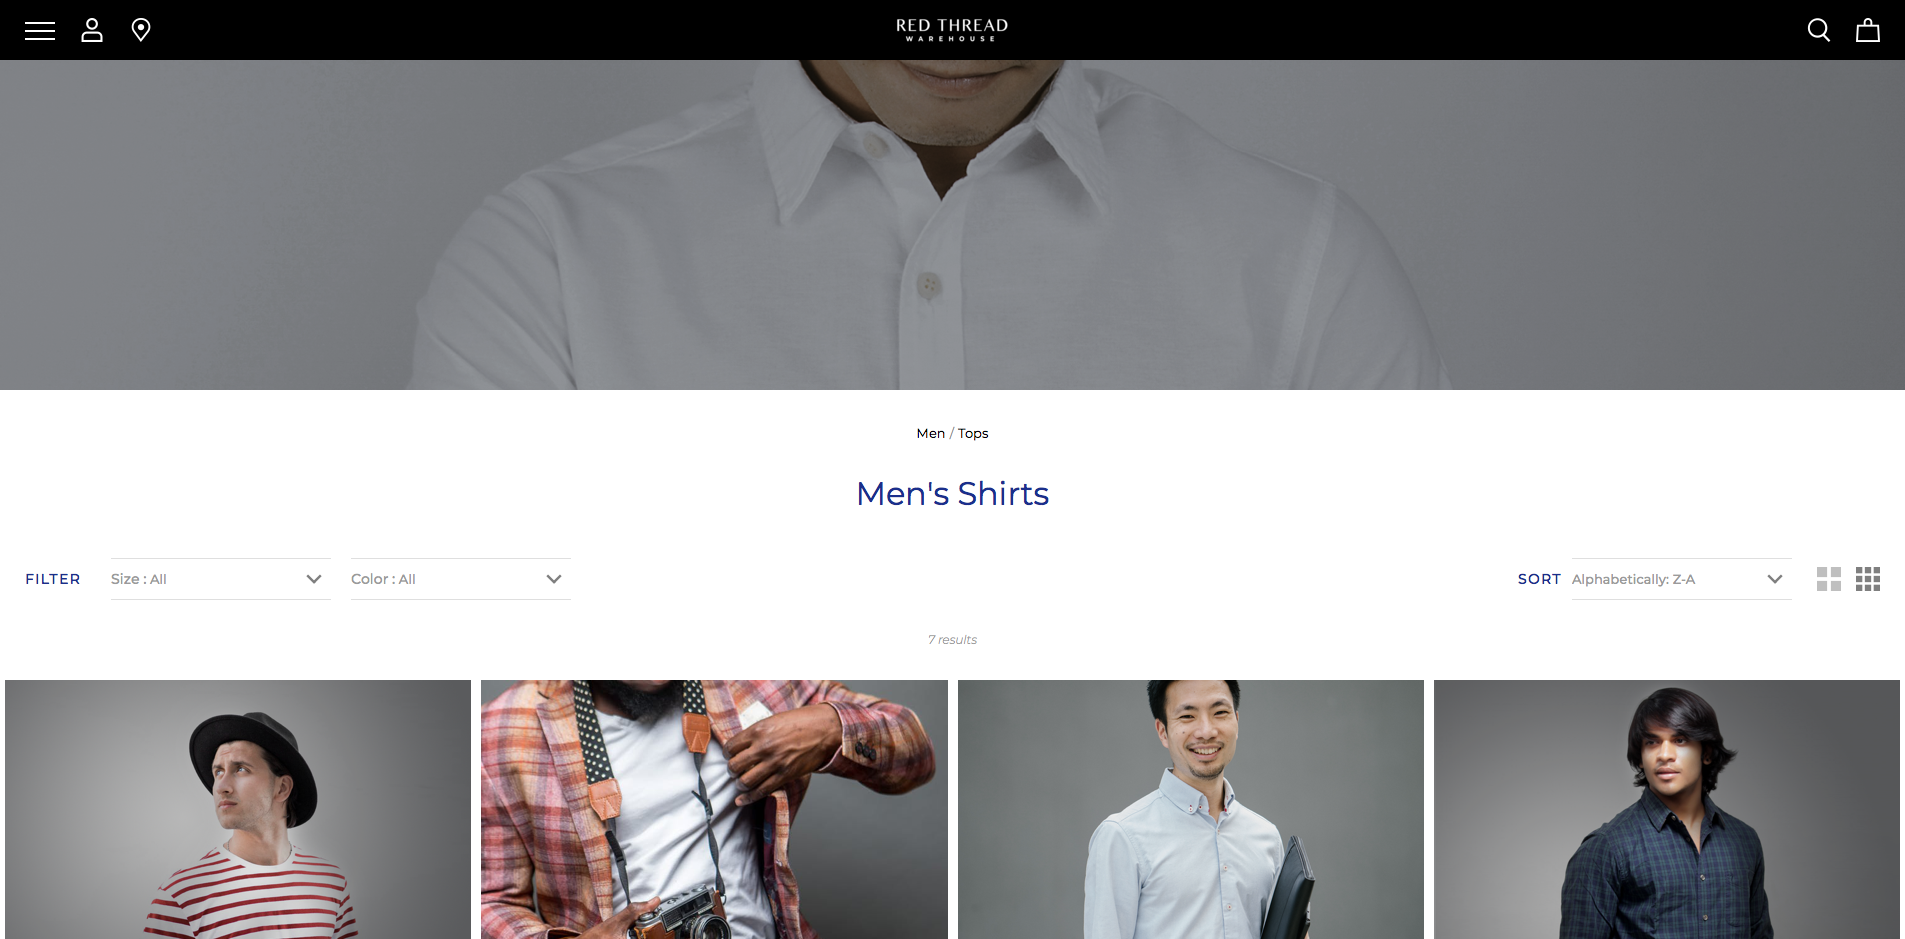 RED THREAD
WAREHOUSE
Men / Tops
Men's Shirts
FILTER
Size : All
Color : All
SORT
Alphabetically: Z-A
7 results